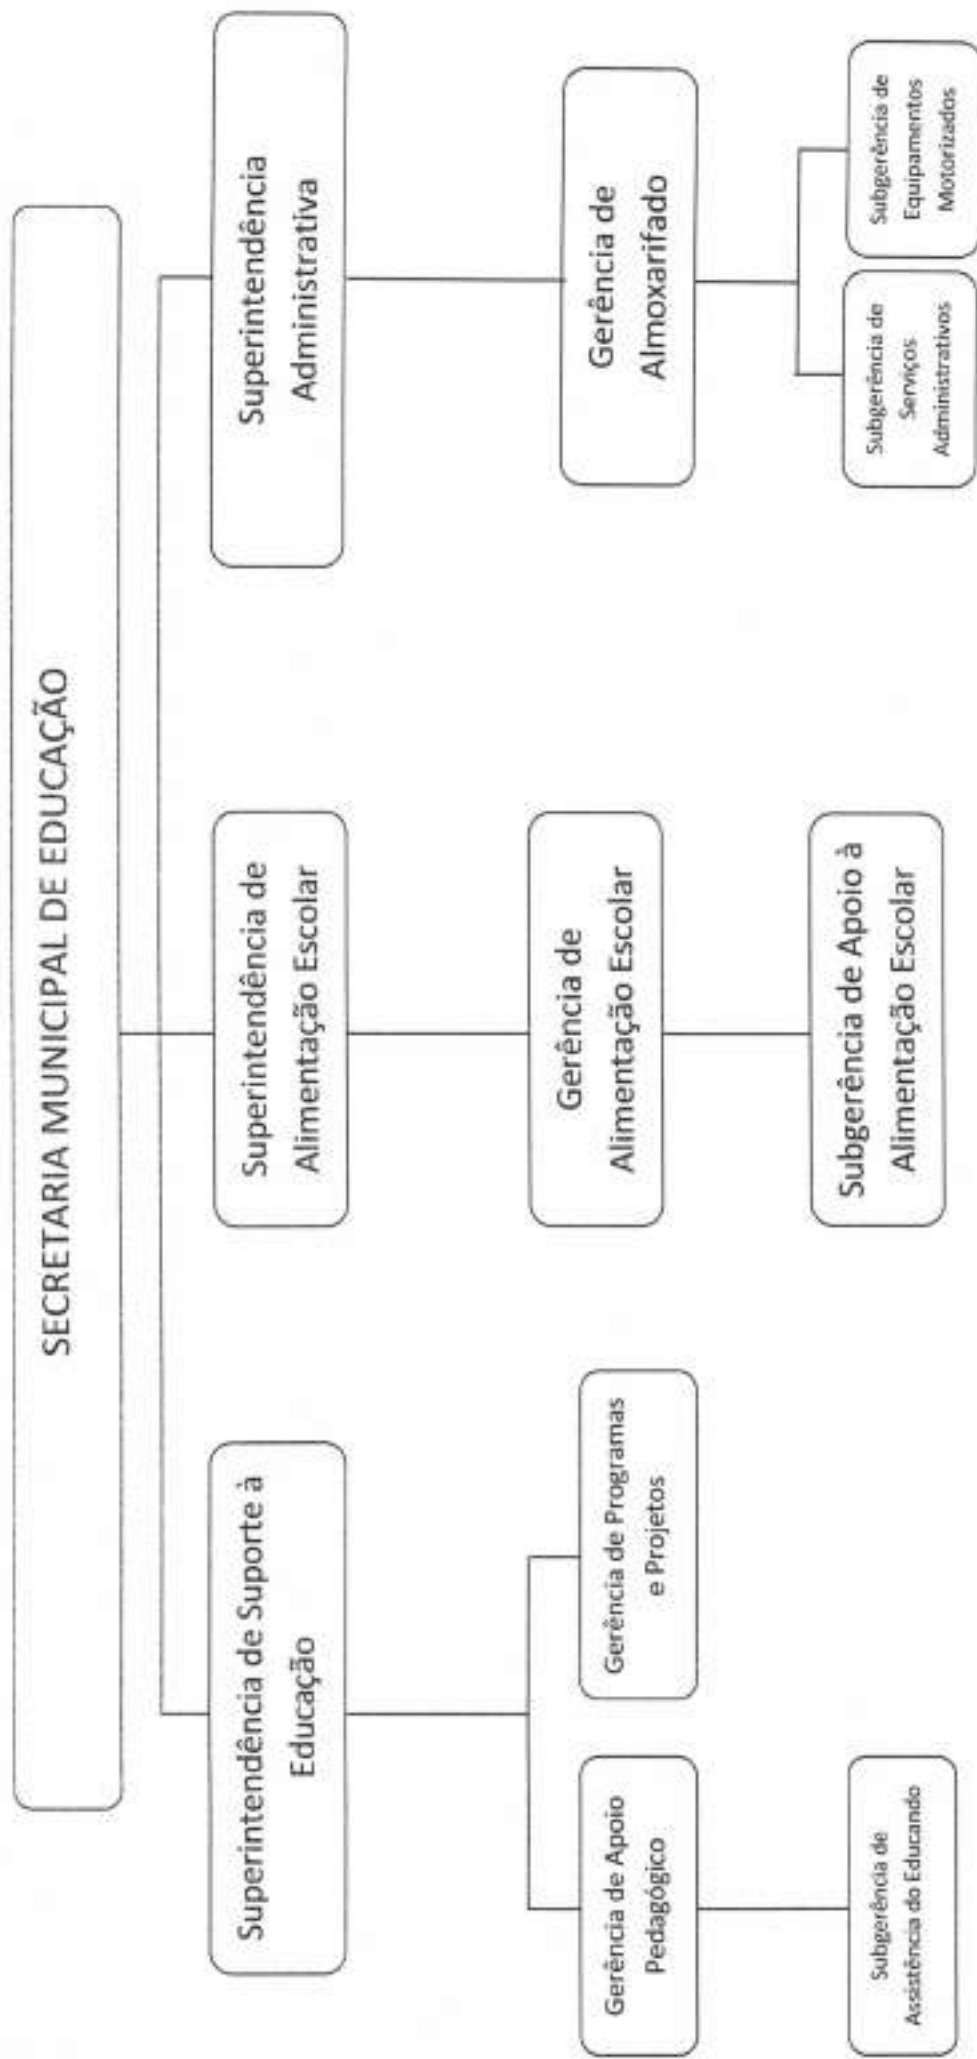 SECRETARIA MUNICIPAL DE EDUCAÇÃO
Superintendência de Suporte à
Educação
Superintendência de
Alimentação Escolar
Superintendência
Administrativa
Gerência de Apoio
Pedagógico
Gerência de Programas
e Projetos
Gerência de
Alimentação Escolar
Gerência de
Almoxarifado
Subgerência de
Assistência do Educando
Subgerência de Apoio à
Alimentação Escolar
Subgerência de
Serviços
Administrativos
Subgerência de
Equipamentos
Motorizados